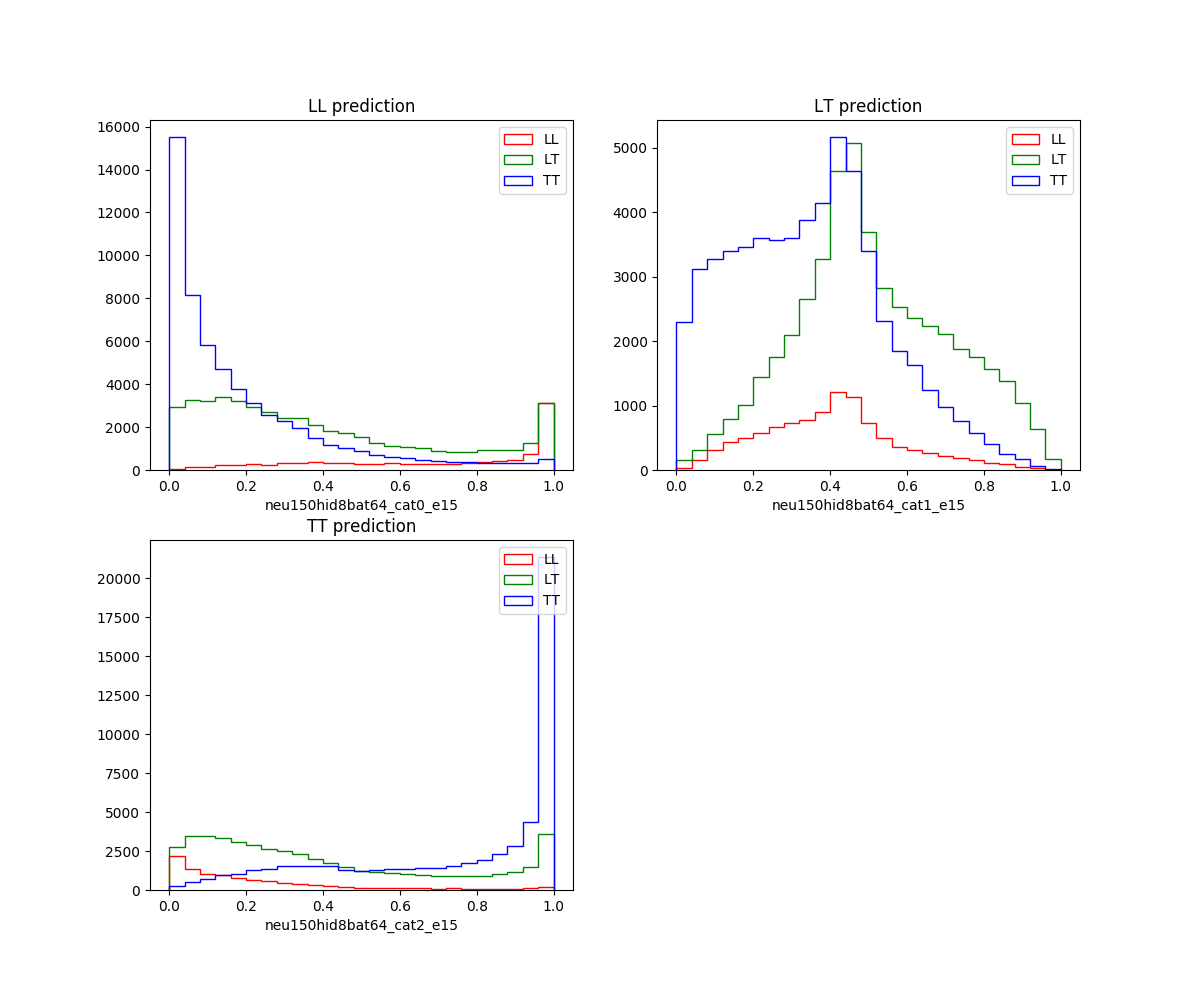 LL prediction
16000
14000
12000
10000
8000
6000
4000
2000
0
0.0 0.2 0.4 0.6 0.8 1.0
neu150hid8bat64_cat0_e15
LL
LT
TT
LT prediction
5000
4000
3000
2000
1000
0
0.0 0.2 0.4 0.6 0.8 1.0
neu150hid8bat64_cat1_e15
LL
LT
TT
TT prediction
20000
17500
15000
12500
10000
7500
5000
2500
0
0.0 0.2 0.4 0.6 0.8 1.0
neu150hid8bat64_cat2_e15
LL
LT
TT